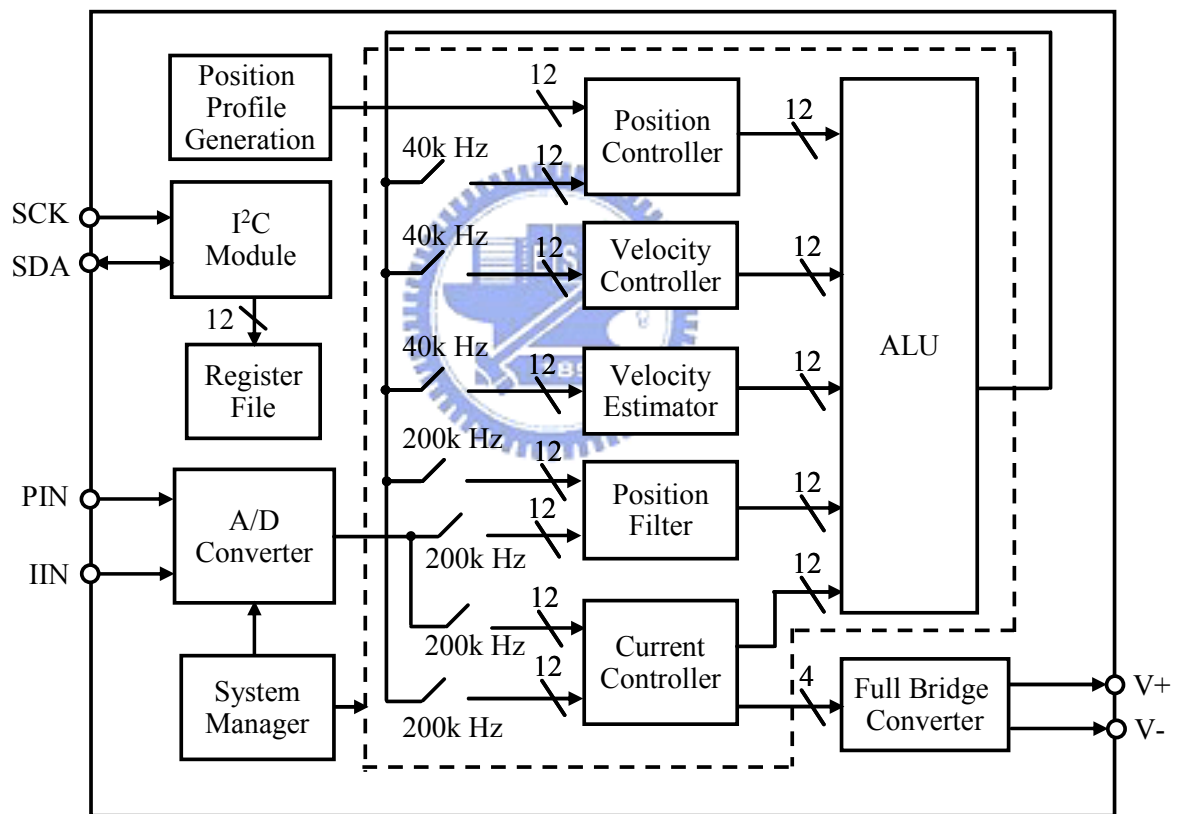 Position
Profile
Generation
12
Position
Controller
12
40k Hz
12
SCK
SDA
I²C
Module
12
Register
File
40k Hz
12
Velocity
Controller
12
ALU
40k Hz
12
Velocity
Estimator
12
200k Hz
12
Position
Filter
12
12
200k Hz
PIN
IIN
A/D
Converter
12
200k Hz
12
Current
Controller
12
200k Hz
System
Manager
4
Full Bridge
Converter
V+
V-